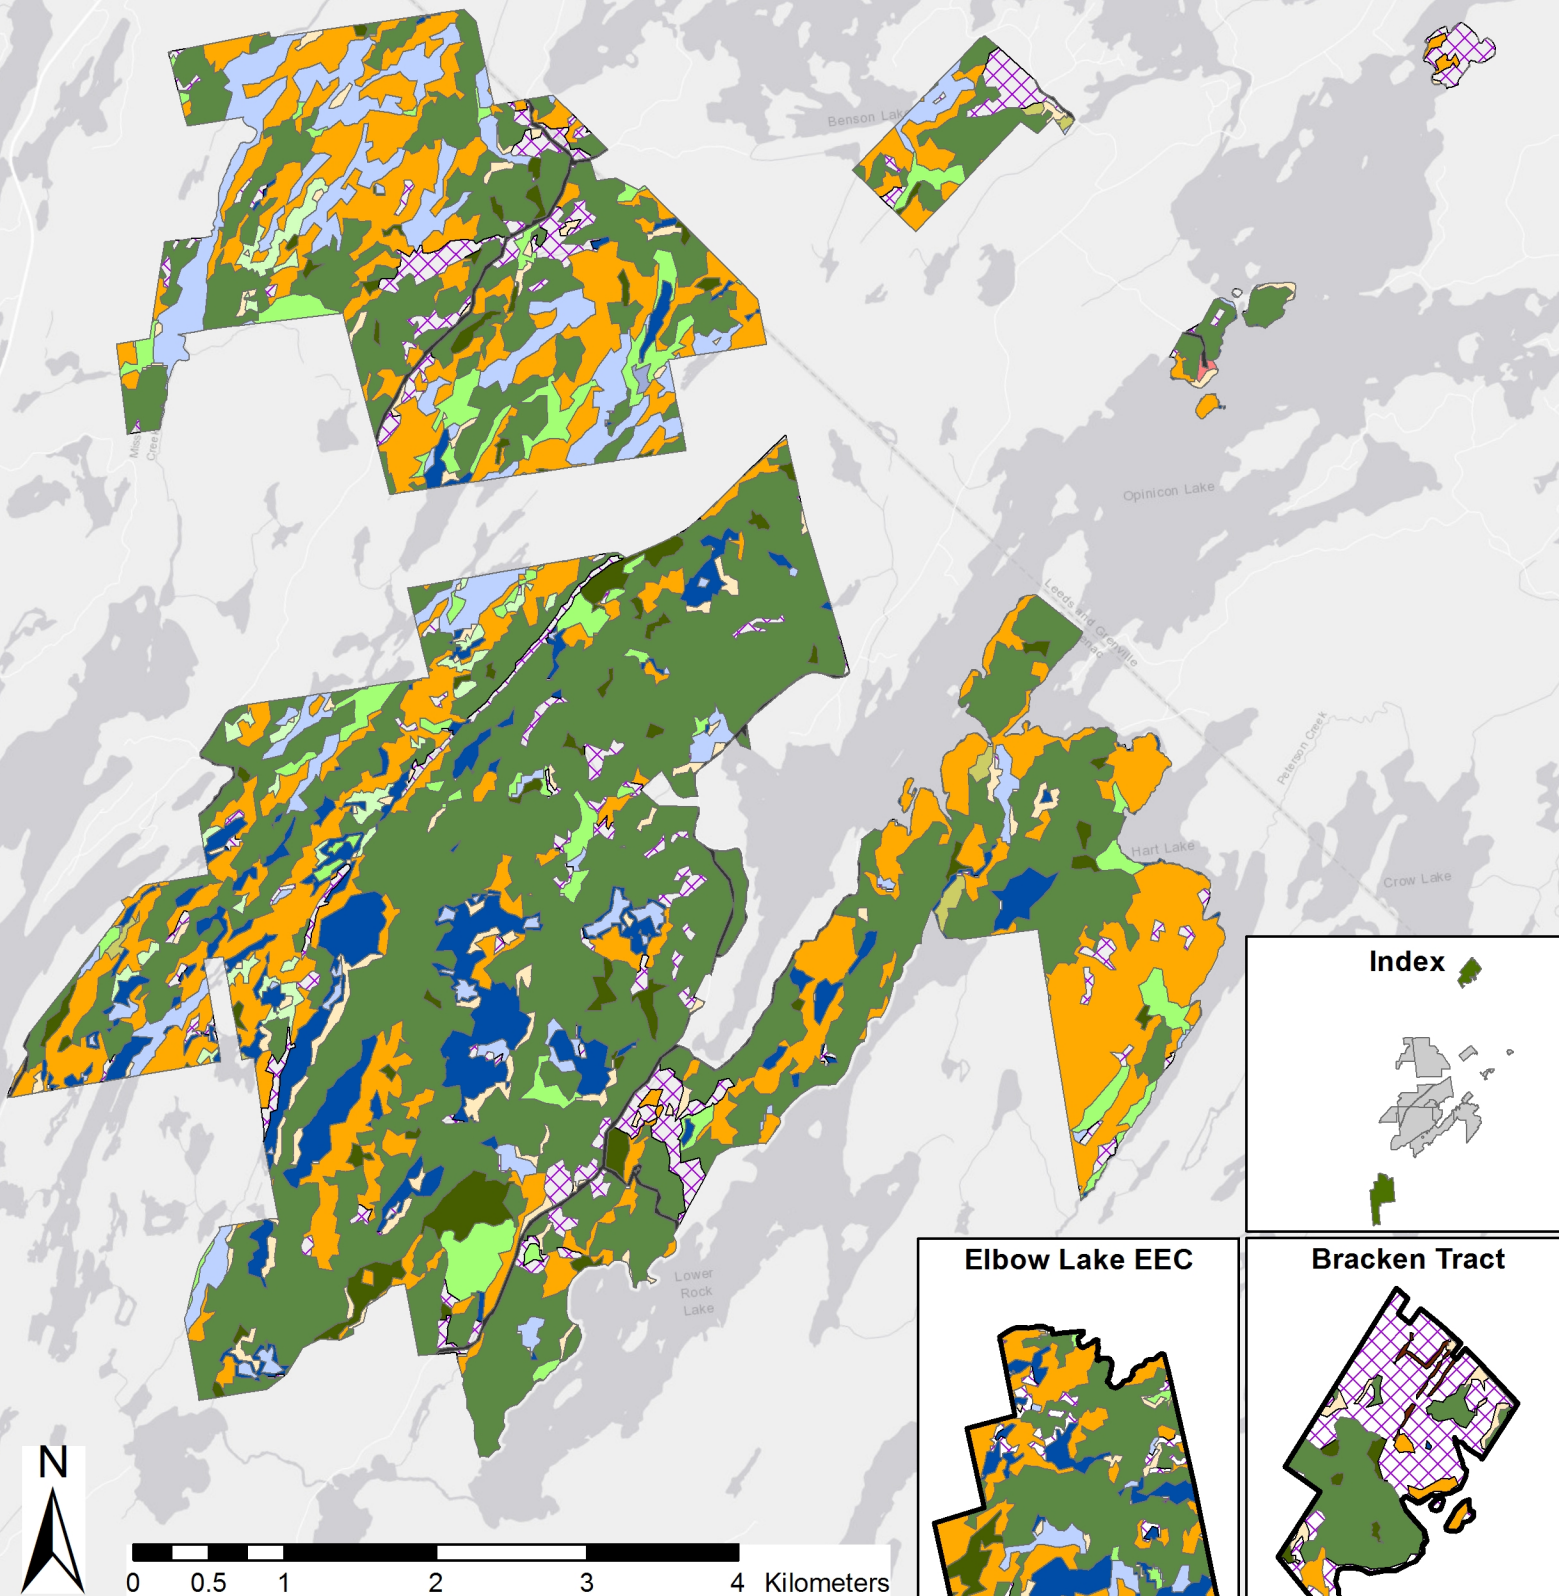 Benson Lake
Creek
Opinicon Lake
Leeds and Grenville
Peterson Creek
Hart Lake
Crow Lake
Lower
Rock
Lake
Index
Elbow Lake EEC
Bracken Tract
N
0 0.5 1 2 3 4 Kilometers